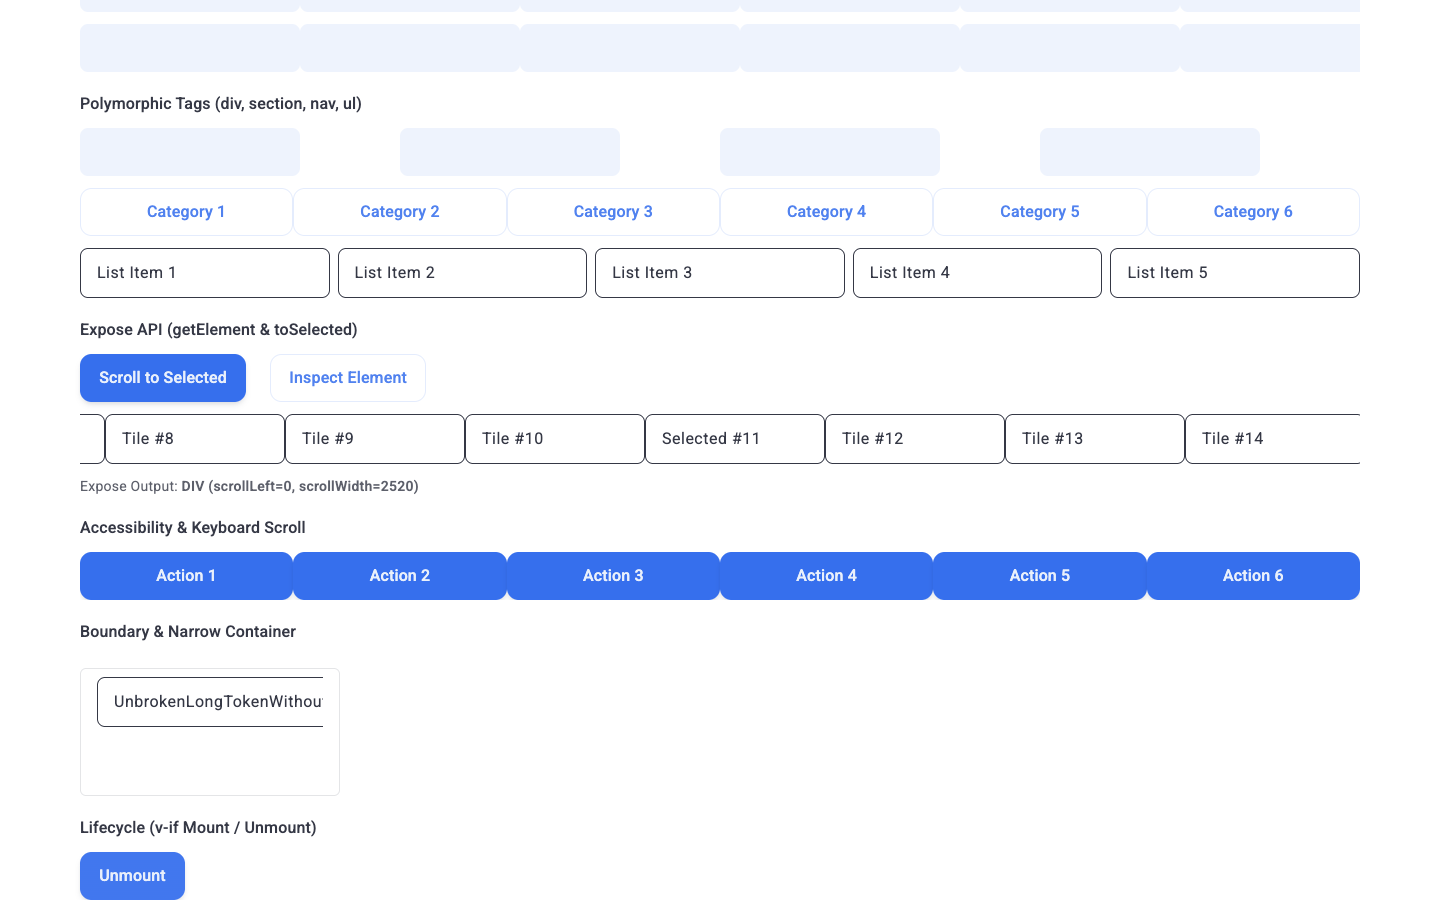 Polymorphic Tags (div, section, nav, ul)
Category 1 Category 2 Category 3 Category 4 Category 5 Category 6
List Item 1 List Item 2 List Item 3 List Item 4 List Item 5
Expose API (getElement & toSelected)
Scroll to Selected Inspect Element
Tile #8 Tile #9 Tile #10 Selected #11 Tile #12 Tile #13 Tile #14
Expose Output: DIV (scrollLeft=0, scrollWidth=2520)
Accessibility & Keyboard Scroll
Action 1 Action 2 Action 3 Action 4 Action 5 Action 6
Boundary & Narrow Container
UnbrokenLongTokenWithou
Lifecycle (v-if Mount / Unmount)
Unmount